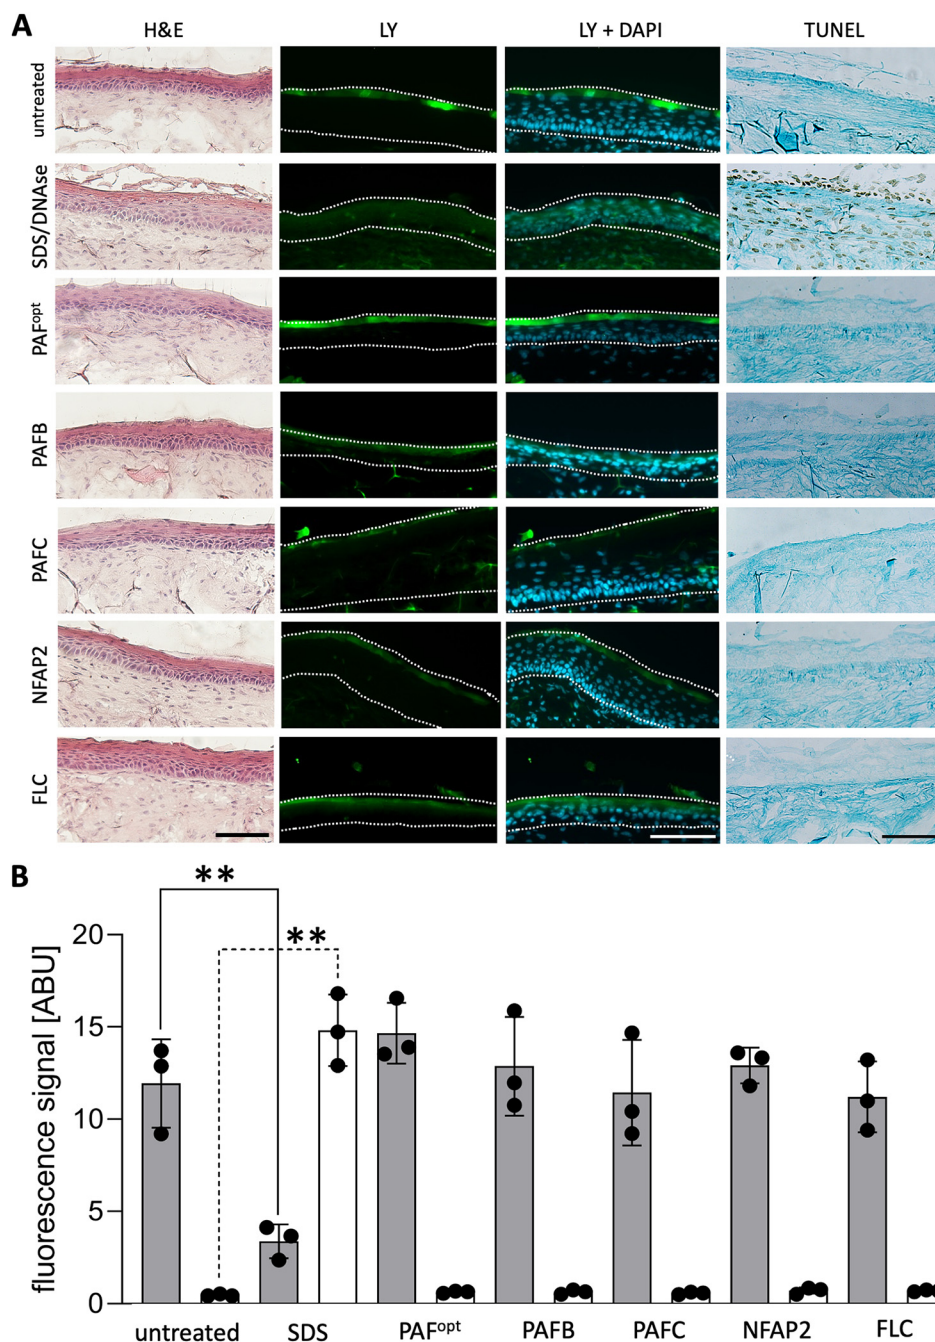 A
H&E LY LY + DAPI TUNEL
untreated
SDS/DNAse
PAFopt
PAFB
PAFC
NFAP2
FLC
B
**
**
fluorescence signal [ABU]
20
15
10
5
0
untreated SDS PAFopt PAFB PAFC NFAP2 FLC